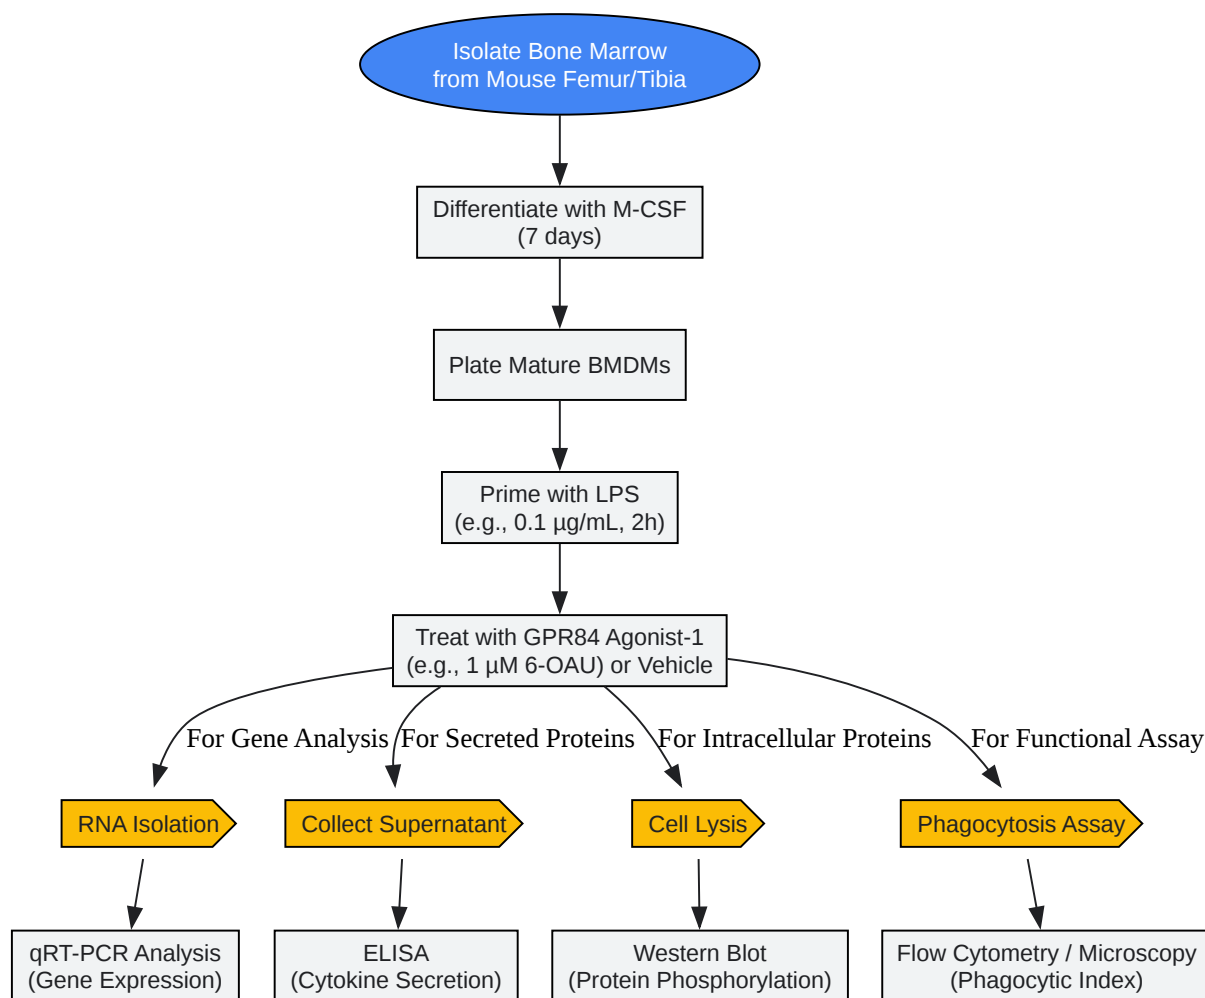 Isolate Bone Marrow
from Mouse Femur/Tibia
Differentiate with M-CSF
(7 days)
Plate Mature BMDMs
Prime with LPS
(e.g., 0.1 µg/mL, 2h)
Treat with GPR84 Agonist-1
(e.g., 1 µM 6-OAU) or Vehicle
For Gene Analysis
For Secreted Proteins
For Intracellular Proteins
For Functional Assay
RNA Isolation
Collect Supernatant
Cell Lysis
Phagocytosis Assay
qRT-PCR Analysis
(Gene Expression)
ELISA
(Cytokine Secretion)
Western Blot
(Protein Phosphorylation)
Flow Cytometry / Microscopy
(Phagocytic Index)